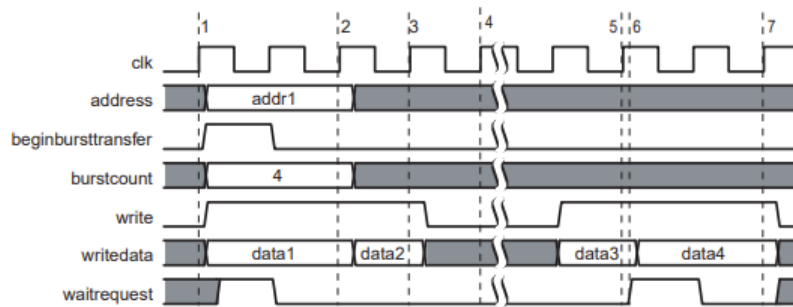 1 2 3 4 5 6 7
clk
address addr1
beginbursttransfer
burstcount 4
write
writedata data1 data2 data3 data4
waitrequest